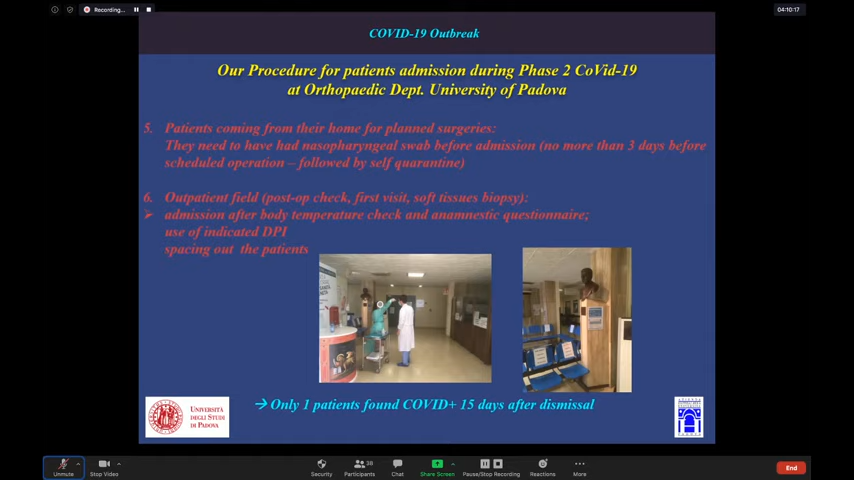 Recording...
04:10:17
COVID-19 Outbreak
Our Procedure for patients admission during Phase 2 CoVid-19
at Orthopaedic Dept. University of Padova
5. Patients coming from their home for planned surgeries:
They need to have had nasopharyngeal swab before admission (no more than 3 days before
scheduled operation – followed by self quarantine)
6. Outpatient field (post-op check, first visit, soft tissues biopsy):
➢ admission after body temperature check and anamnestic questionnaire;
use of indicated DPI
spacing out the patients
→ Only 1 patients found COVID+ 15 days after dismissal
UNIVERSITÀ
DEGLI STUDI
DI PADOVA
Unmute
Stop Video
Security
Participants
38
Chat
Share Screen
Pause/Stop Recording
Reactions
More
End